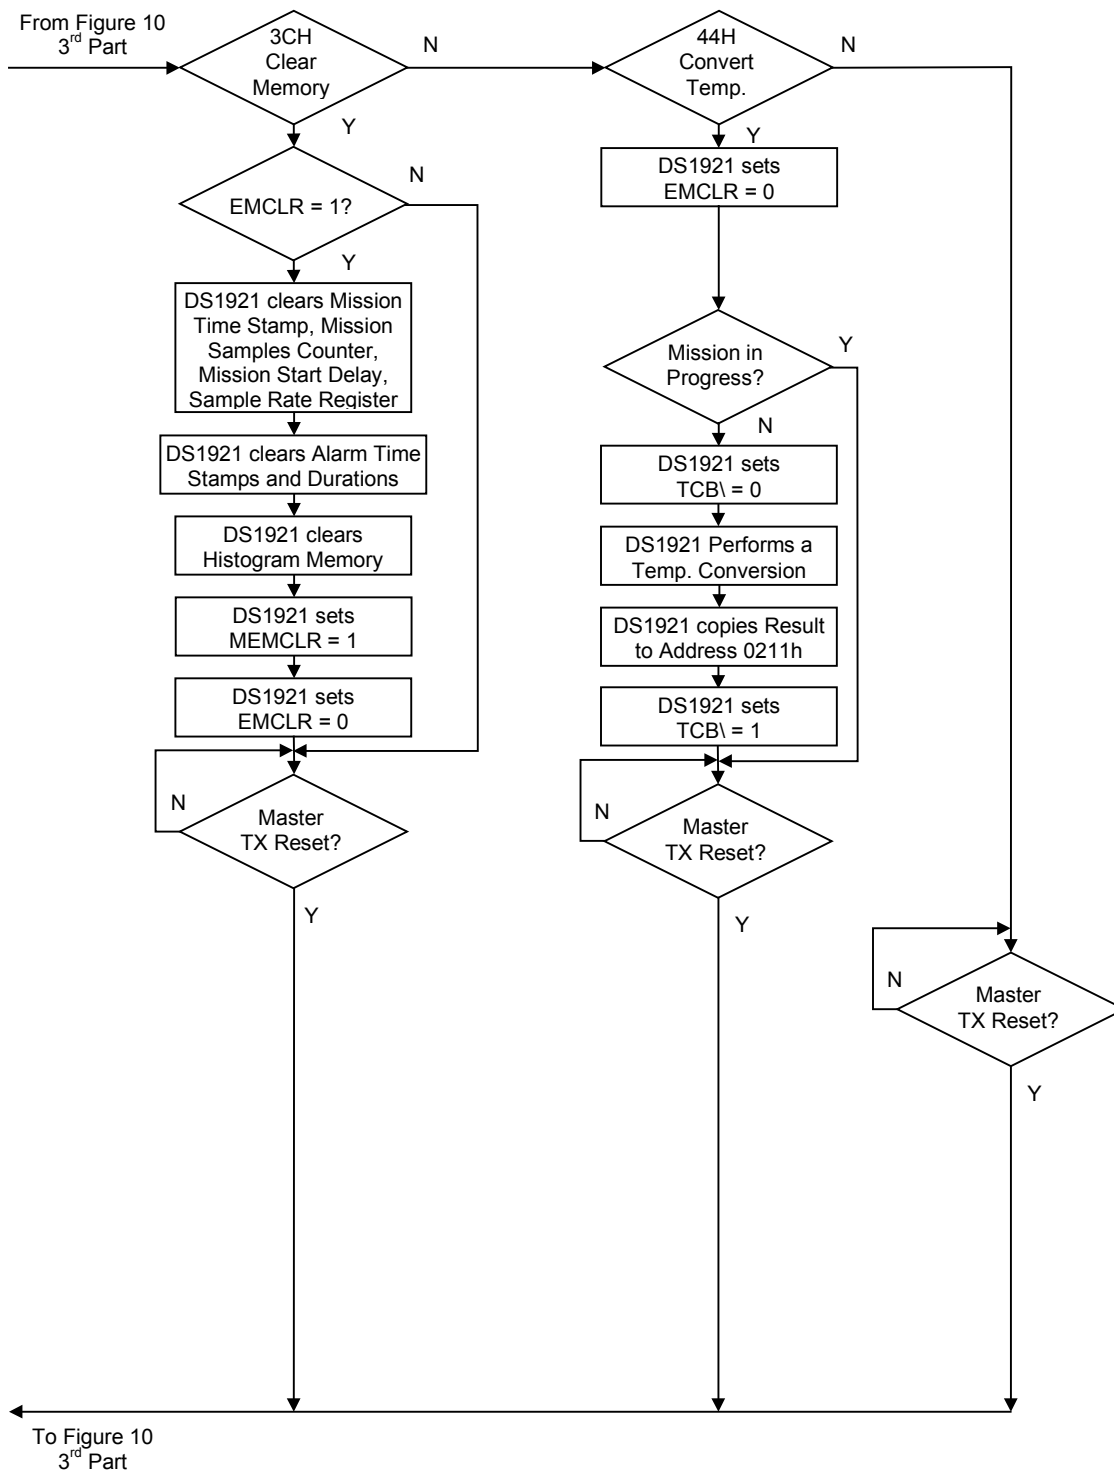 From Figure 10
3rd Part
3CH
Clear
Memory
N
Y
44H
Convert
Temp.
N
Y
EMCLR = 1?
N
Y
DS1921 sets
EMCLR = 0
DS1921 clears Mission
Time Stamp, Mission
Samples Counter,
Mission Start Delay,
Sample Rate Register
Mission in
Progress?
Y
N
DS1921 clears Alarm Time
Stamps and Durations
DS1921 sets
TCB\ = 0
DS1921 clears
Histogram Memory
DS1921 Performs a
Temp. Conversion
DS1921 sets
MEMCLR = 1
DS1921 copies Result
to Address 0211h
DS1921 sets
EMCLR = 0
DS1921 sets
TCB\ = 1
N
Master
TX Reset?
Y
N
Master
TX Reset?
Y
N
Master
TX Reset?
Y
To Figure 10
3rd Part